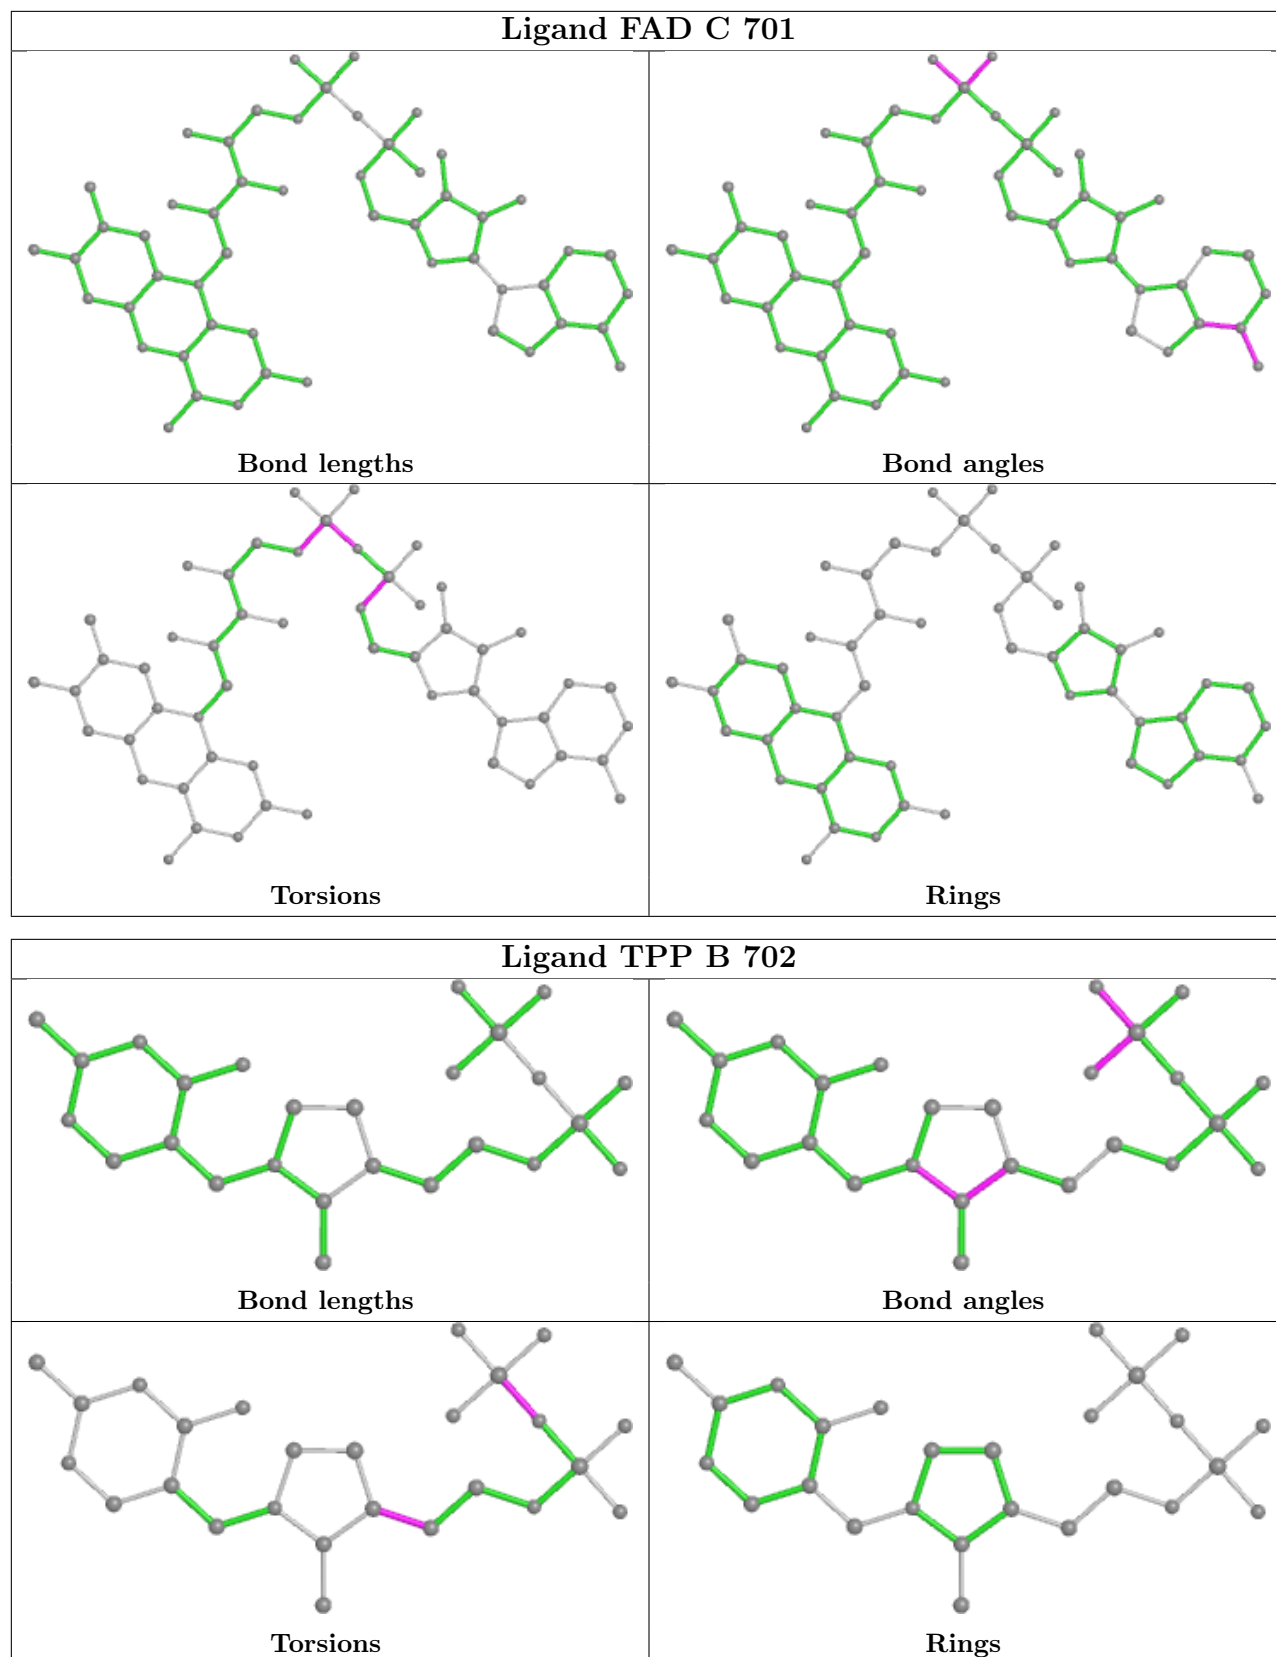 Ligand FAD C 701
Bond lengths
Bond angles
Torsions
Rings
Ligand TPP B 702
Bond lengths
Bond angles
Torsions
Rings